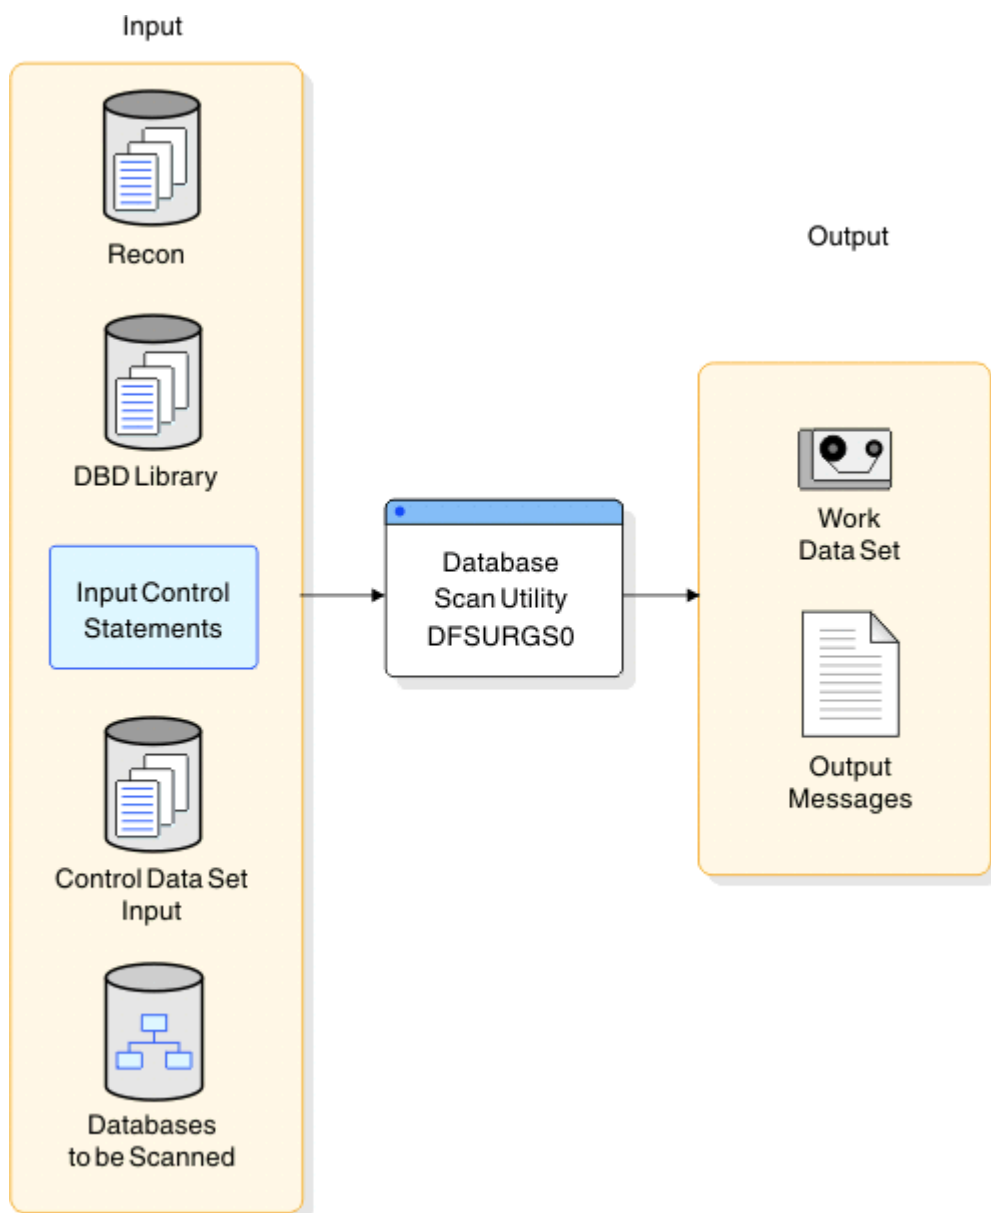 Input
Recon
DBD Library
Input Control
Statements
Control Data Set
Input
Databases
to be Scanned
Database
Scan Utility
DFSURGS0
Output
Work
Data Set
Output
Messages